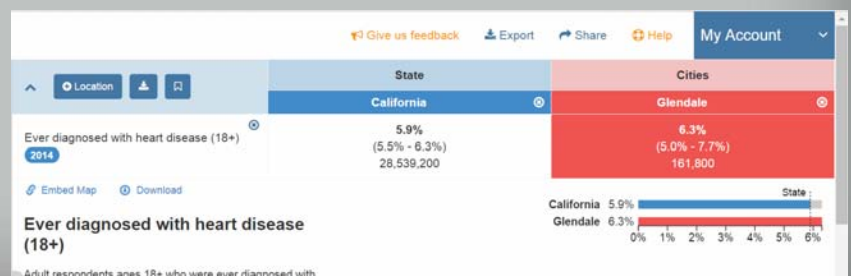 Give us feedback Export Share Help My Account
State Cities
Location California Glendale
Ever diagnosed with heart disease (18+)
2014
5.9%
(5.5% - 6.3%)
28,539,200
6.3%
(5.0% - 7.7%)
161,800
Embed Map Download
Ever diagnosed with heart disease
(18+)
Adult respondents ages 18+ who were ever diagnosed with
State
California 5.9%
Glendale 6.3%
0% 1% 2% 3% 4% 5% 6%